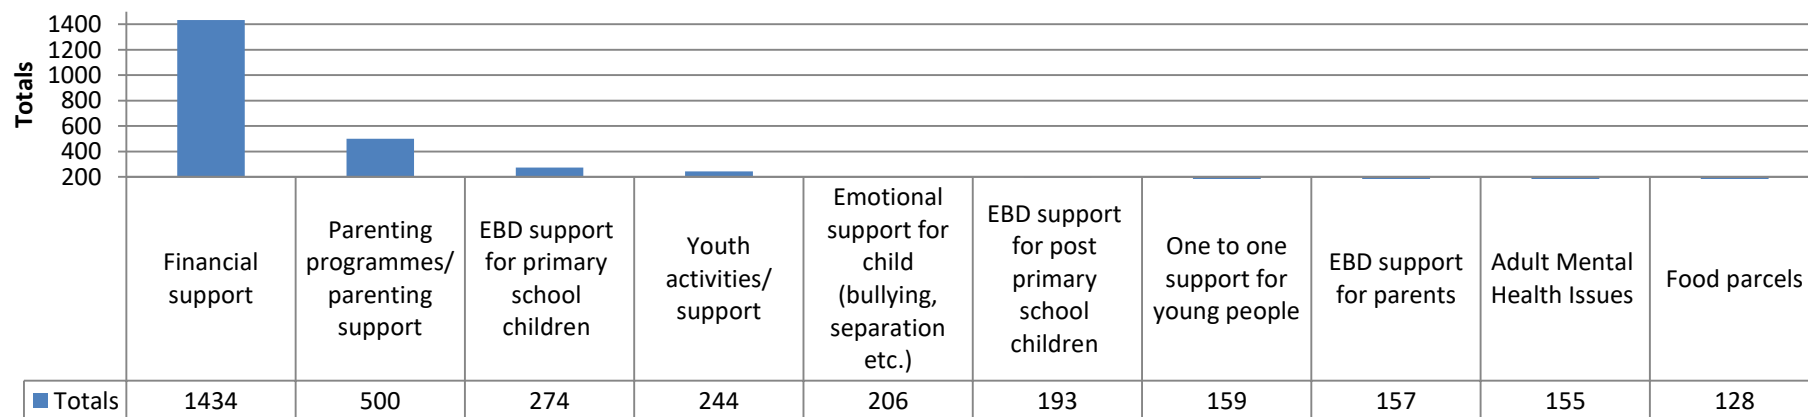 1400
1200
1000
800
600
400
200
Totals
Financial
support
Parenting
programmes/
parenting
support
EBD support
for primary
school
children
Youth
activities/
support
Emotional
support for
child
(bullying,
separation
etc.)
EBD support
for post
primary
school
children
One to one
support for
young people
EBD support
for parents
Adult Mental
Health Issues
Food parcels
Totals 1434 500 274 244 206 193 159 157 155 128